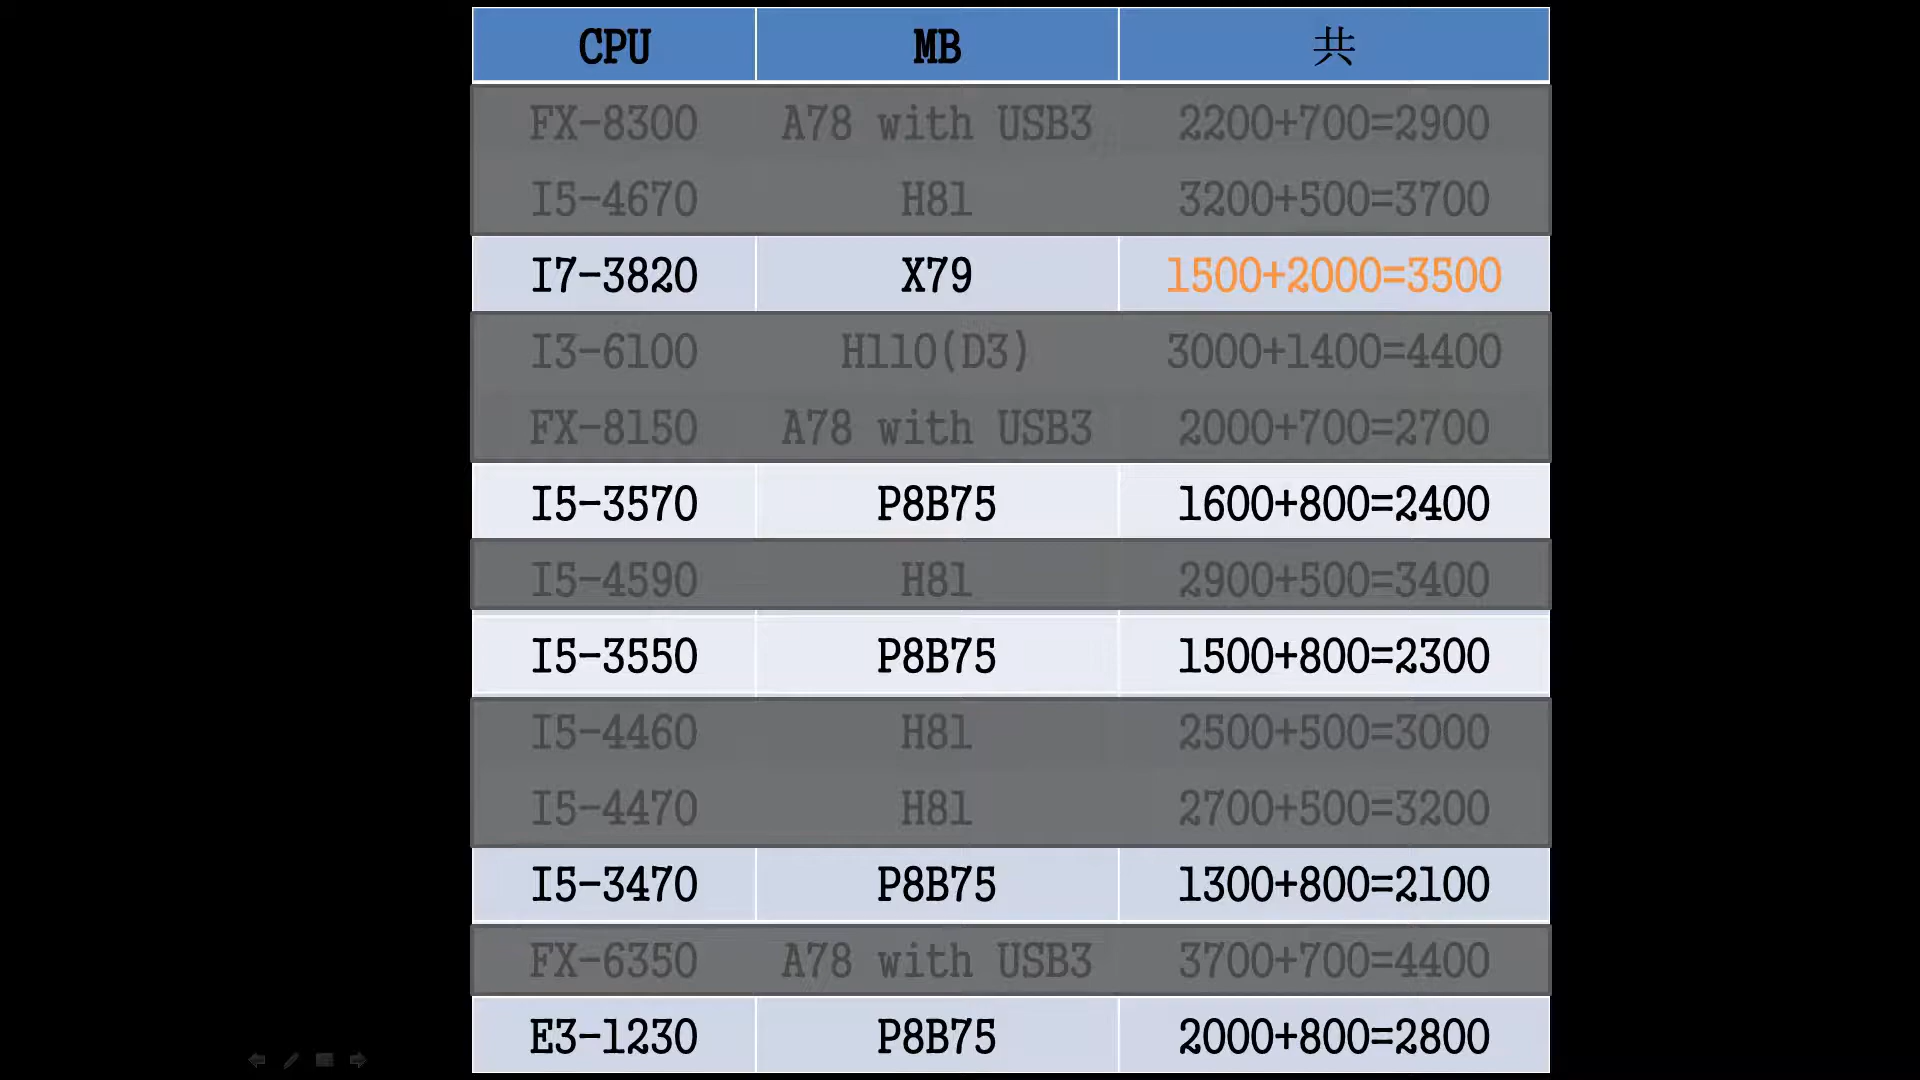 CPU MB 共
FX-8300 A78 with USB3 2200+700=2900
I5-4670 H81 3200+500=3700
I7-3820 X79 1500+2000=3500
I3-6100 H110(D3) 3000+1400=4400
FX-8150 A78 with USB3 2000+700=2700
I5-3570 P8B75 1600+800=2400
I5-4590 H81 2900+500=3400
I5-3550 P8B75 1500+800=2300
I5-4460 H81 2500+500=3000
I5-4470 H81 2700+500=3200
I5-3470 P8B75 1300+800=2100
FX-6350 A78 with USB3 3700+700=4400
E3-1230 P8B75 2000+800=2800